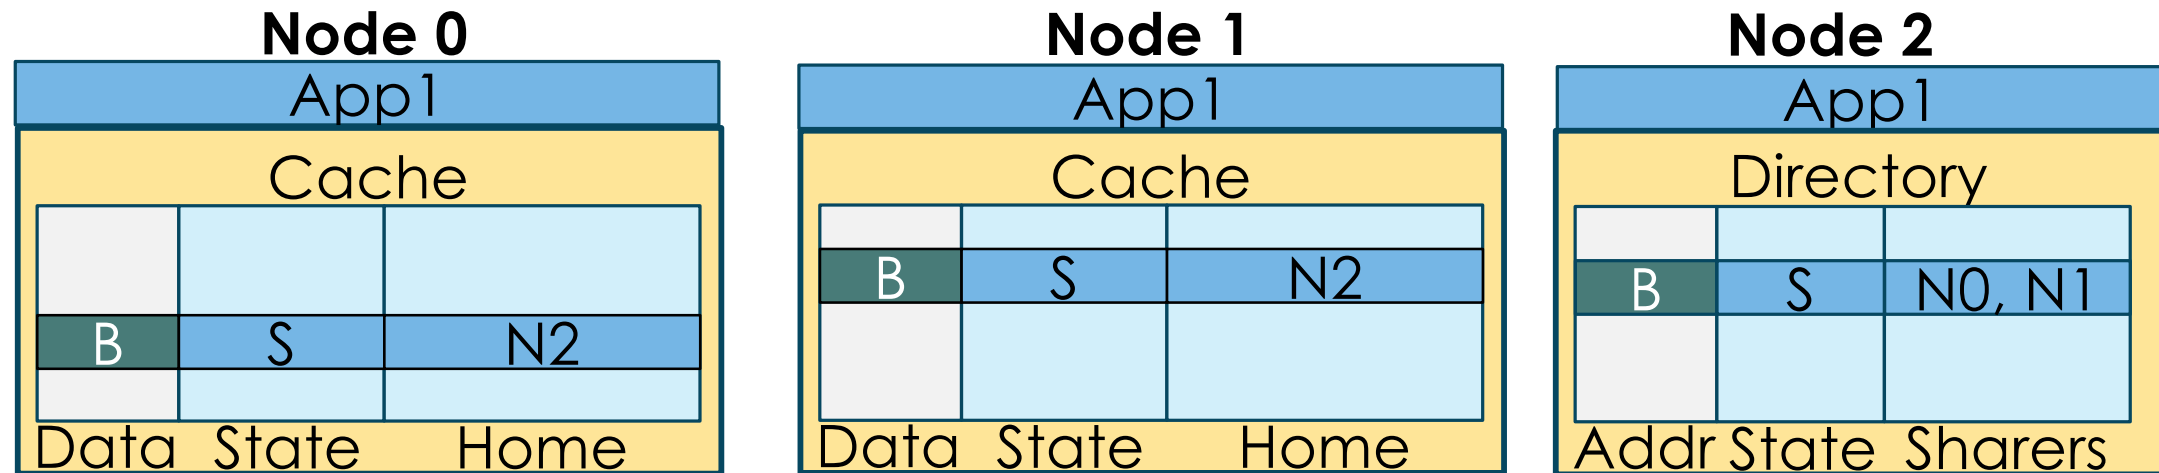 Node 0
App1
Cache
B S N2
Data State Home
Node 1
App1
Cache
B S N2
Data State Home
Node 2
App1
Directory
B S N0, N1
Addr State Sharers